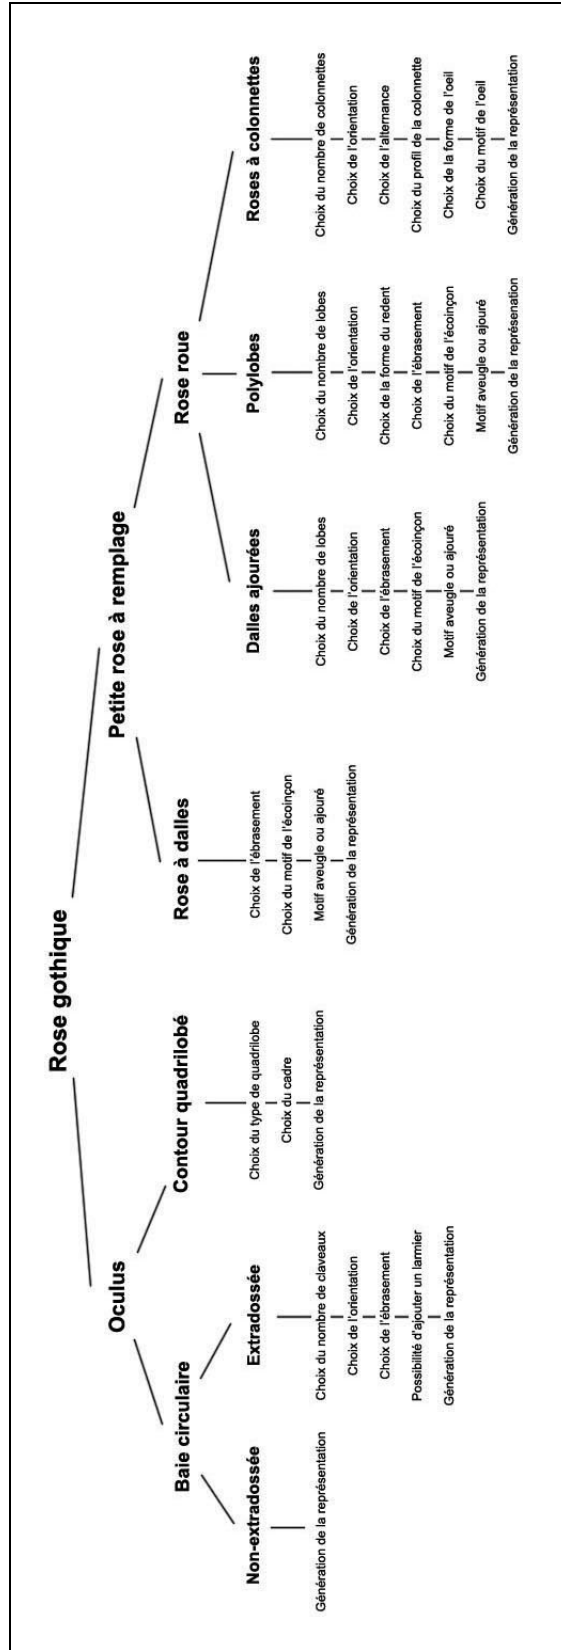 Rose gothique
Oculus
Petite rose à remplage
Baie circulaire
Contour quadrilobé
Rose à dalles
Rose roue
Non-extradossée
Extradossée
Dalles ajourées
Polylobes
Roses à colonnettes
Génération de la représentation
Choix du nombre de claveaux
Choix de l'orientation
Choix de l'ébrasement
Possibilité d'ajouter un larmier
Génération de la représentation
Choix du type de quadrilobe
Choix du cadre
Génération de la représentation
Choix de l'ébrasement
Choix du motif de l'écoinçon
Motif aveugle ou ajouré
Génération de la représentation
Choix du nombre de lobes
Choix de l'orientation
Choix de l'ébrasement
Choix du motif de l'écoinçon
Motif aveugle ou ajouré
Génération de la représentation
Choix du nombre de lobes
Choix de l'orientation
Choix de la forme du redent
Choix de l'ébrasement
Choix du motif de l'écoinçon
Motif aveugle ou ajouré
Génération de la représenation
Choix du nombre de colonnettes
Choix de l'orientation
Choix de l'alternance
Choix du profil de la colonnette
Choix de la forme de l'oeil
Choix du motif de l'oeil
Génération de la représentation